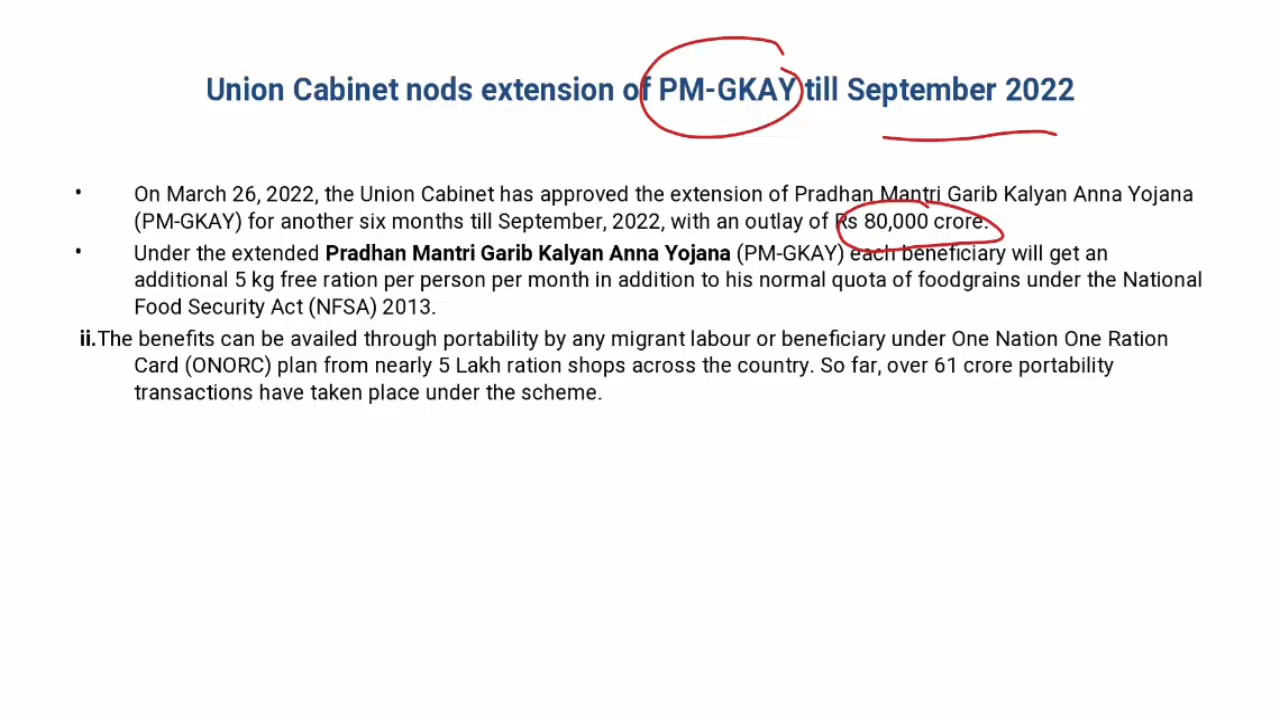 Union Cabinet nods extension of PM-GKAY till September 2022
• On March 26, 2022, the Union Cabinet has approved the extension of Pradhan Mantri Garib Kalyan Anna Yojana
(PM-GKAY) for another six months till September, 2022, with an outlay of Rs 80,000 crore.
• Under the extended Pradhan Mantri Garib Kalyan Anna Yojana (PM-GKAY) each beneficiary will get an
additional 5 kg free ration per person per month in addition to his normal quota of foodgrains under the National
Food Security Act (NFSA) 2013.
ii.The benefits can be availed through portability by any migrant labour or beneficiary under One Nation One Ration
Card (ONORC) plan from nearly 5 Lakh ration shops across the country. So far, over 61 crore portability
transactions have taken place under the scheme.